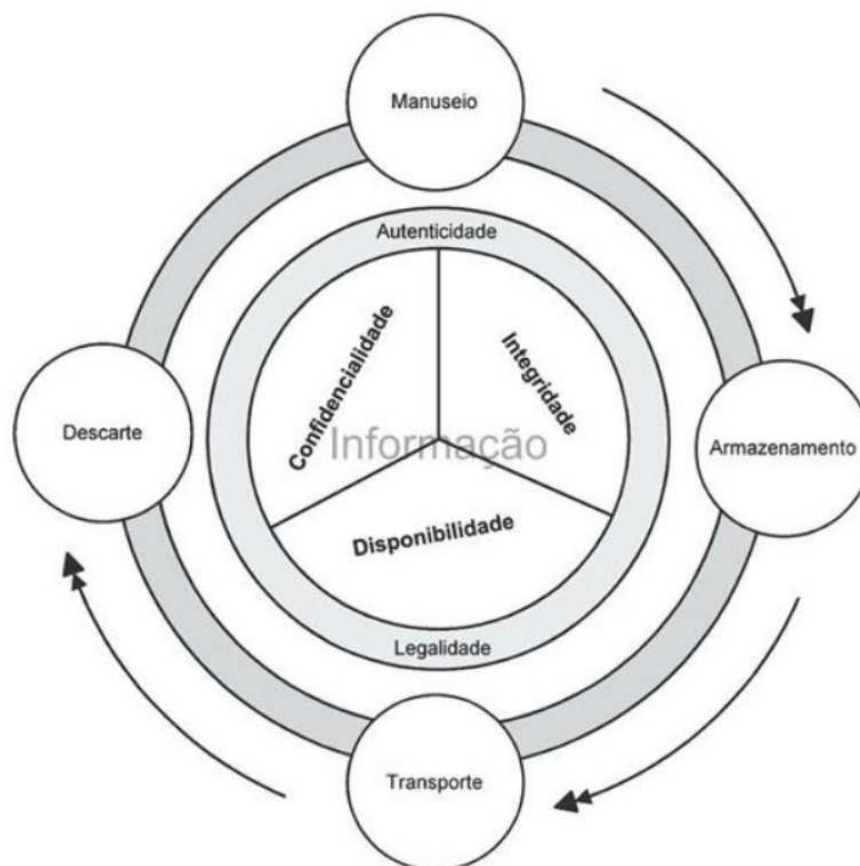 Manuseio
Autenticidade
Confidencialidade
Integridade
Descarte
Informação
Armazenamento
Disponibilidade
Legalidade
Transporte